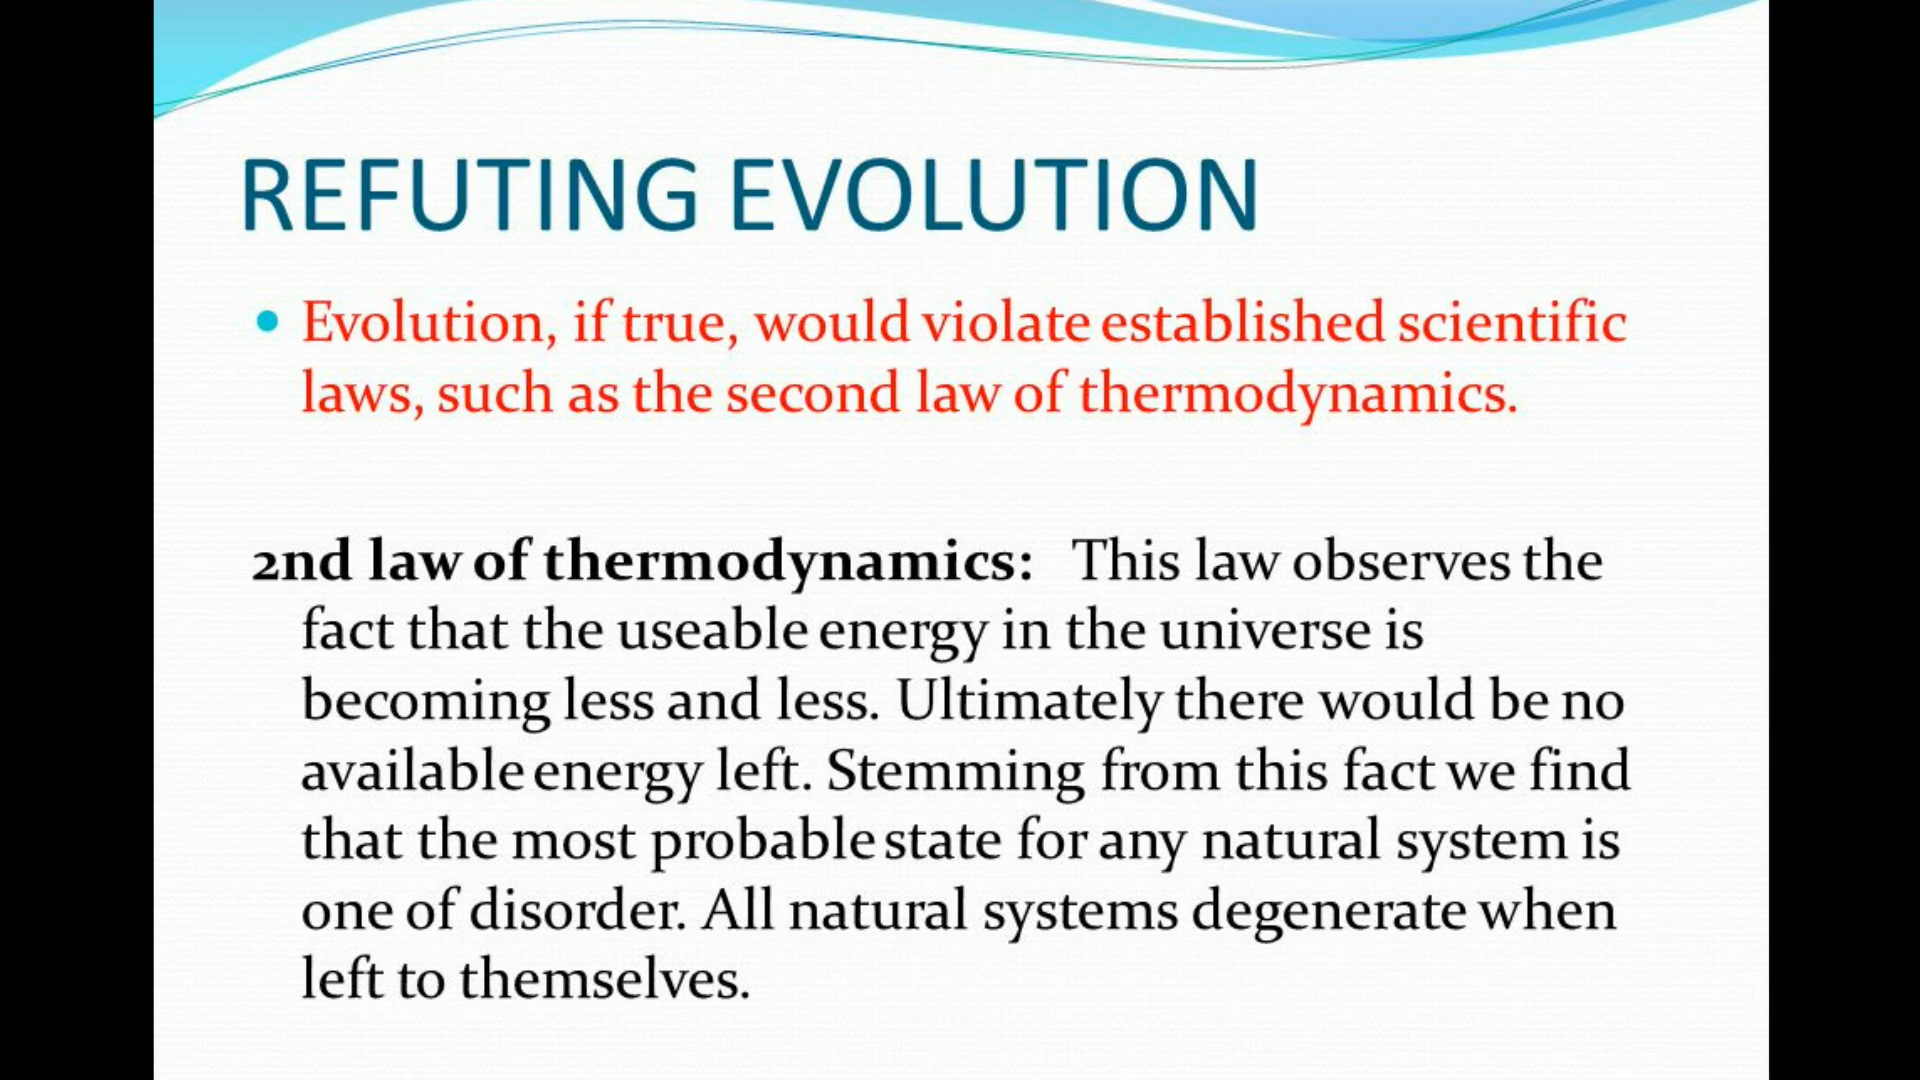 REFUTING EVOLUTION
• Evolution, if true, would violate established scientific
laws, such as the second law of thermodynamics.
2nd law of thermodynamics: This law observes the
fact that the useable energy in the universe is
becoming less and less. Ultimately there would be no
available energy left. Stemming from this fact we find
that the most probable state for any natural system is
one of disorder. All natural systems degenerate when
left to themselves.